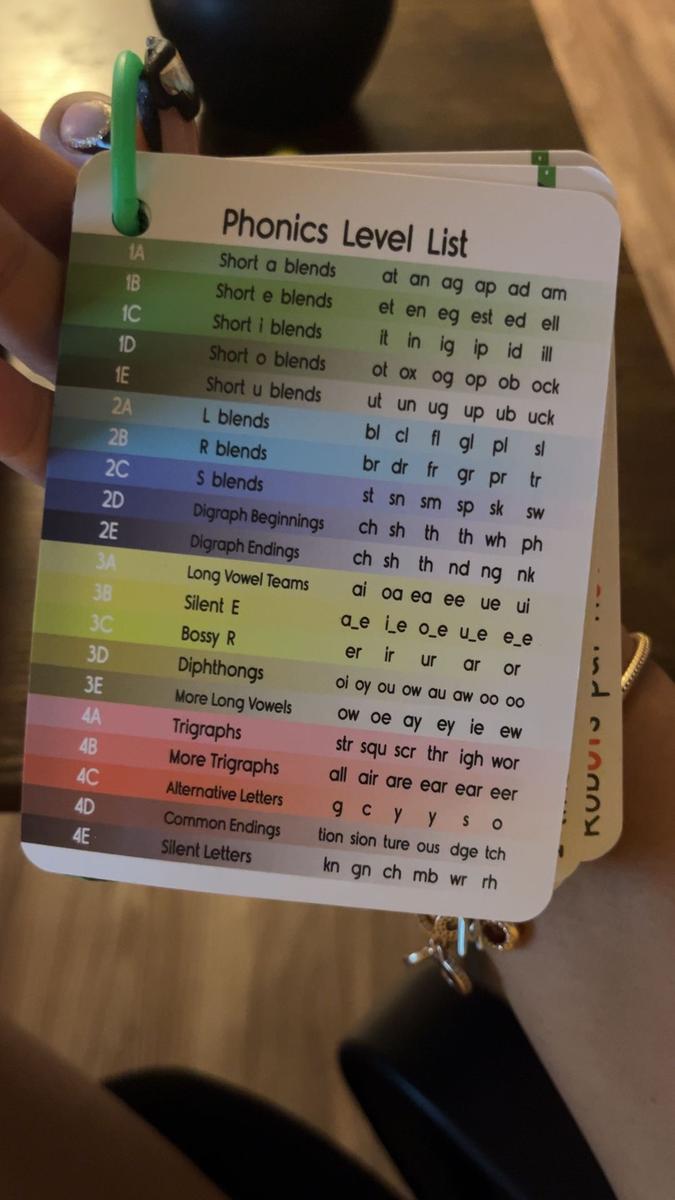 Phonics Level List
1A Short a blends at an ag ap ad am
1B Short e blends et en eg est ed ell
1C Short i blends it in ig ip id ill
1D Short o blends ot ox og op ob ock
1E Short u blends ut un ug up ub uck
2A L blends bl cl fl gl pl sl
2B R blends br dr fr gr pr tr
2C S blends st sn sm sp sk sw
2D Digraph Beginnings ch sh th th wh ph
2E Digraph Endings ch sh th nd ng nk
3A Long Vowel Teams ai oa ea ee ue ui
3B Silent E a_e i_e o_e u_e e_e
3C Bossy R er ir ur ar or
3D Diphthongs oi oy ou ow au aw oo oo
3E More Long Vowels ow oe ay ey ie ew
4A Trigraphs str squ scr thr igh wor
4B More Trigraphs all air are ear ear eer
4C Alternative Letters g c y y s o
4D Common Endings tion sion ture ous dge tch
4E Silent Letters kn gn ch mb wr rh